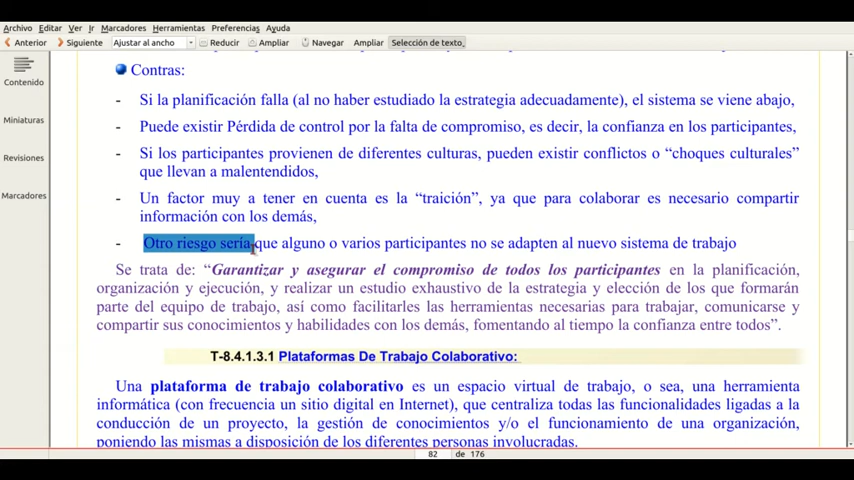 Archivo Editar Ver Ir Marcadores Herramientas Preferencias Ayuda
Anterior Siguiente Ajustar al ancho Reducir Ampliar Navegar Ampliar Selección de texto
Contenido
Miniaturas
Revisiones
Marcadores
Contras:
- Si la planificación falla (al no haber estudiado la estrategia adecuadamente), el sistema se viene abajo,
- Puede existir Pérdida de control por la falta de compromiso, es decir, la confianza en los participantes,
- Si los participantes provienen de diferentes culturas, pueden existir conflictos o “choques culturales”
que llevan a malentendidos,
- Un factor muy a tener en cuenta es la “traición”, ya que para colaborar es necesario compartir
información con los demás,
- Otro riesgo sería que alguno o varios participantes no se adapten al nuevo sistema de trabajo
Se trata de: “Garantizar y asegurar el compromiso de todos los participantes en la planificación,
organización y ejecución, y realizar un estudio exhaustivo de la estrategia y elección de los que formarán
parte del equipo de trabajo, así como facilitarles las herramientas necesarias para trabajar, comunicarse y
compartir sus conocimientos y habilidades con los demás, fomentando al tiempo la confianza entre todos”.
T-8.4.1.3.1 Plataformas De Trabajo Colaborativo:
Una plataforma de trabajo colaborativo es un espacio virtual de trabajo, o sea, una herramienta
informática (con frecuencia un sitio digital en Internet), que centraliza todas las funcionalidades ligadas a la
conducción de un proyecto, la gestión de conocimientos y/o el funcionamiento de una organización,
poniendo las mismas a disposición de los diferentes personas involucradas.
82 de 176